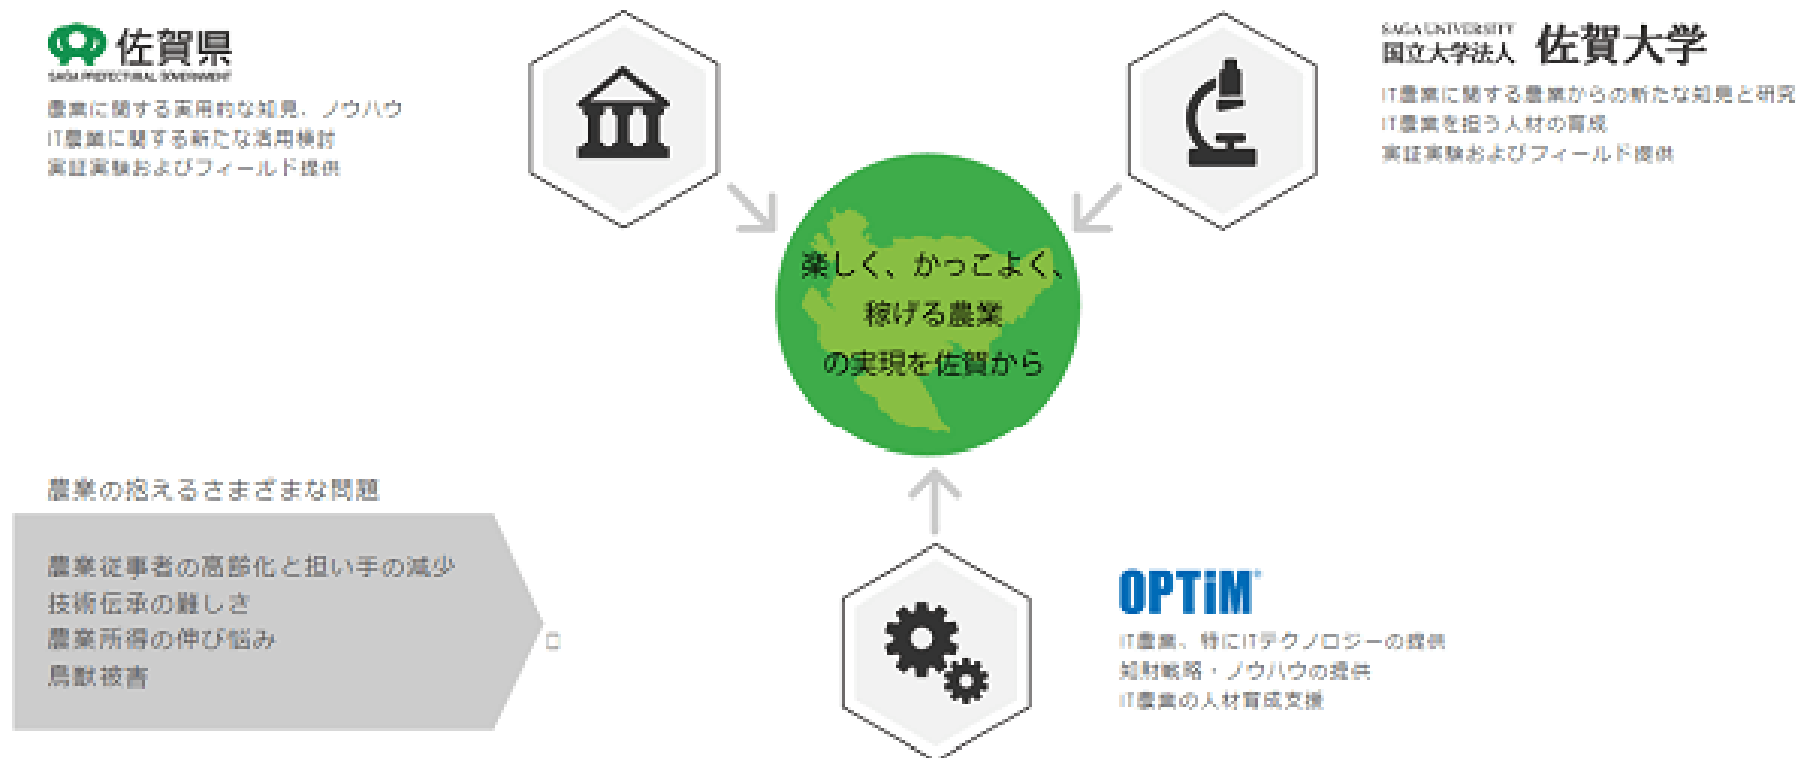 佐賀県
SAGA PREFECTURAL GOVERNMENT
農業に関する実用的な知見、ノウハウ
IT農業に関する新たな活用検討
実証実験およびフィールド提供
SAGA UNIVERSITY
国立大学法人 佐賀大学
IT農業に関する農業からの新たな知見と研究
IT農業を担う人材の育成
実証実験およびフィールド提供
楽しく、かっこよく、
稼げる農業
の実現を佐賀から
農業の抱えるさまざまな問題
農業従事者の高齢化と担い手の減少
技術伝承の難しさ
農業所得の伸び悩み
鳥獣被害
OPTiM
IT農業、特にITテクノロジーの提供
知財戦略・ノウハウの提供
IT農業の人材育成支援